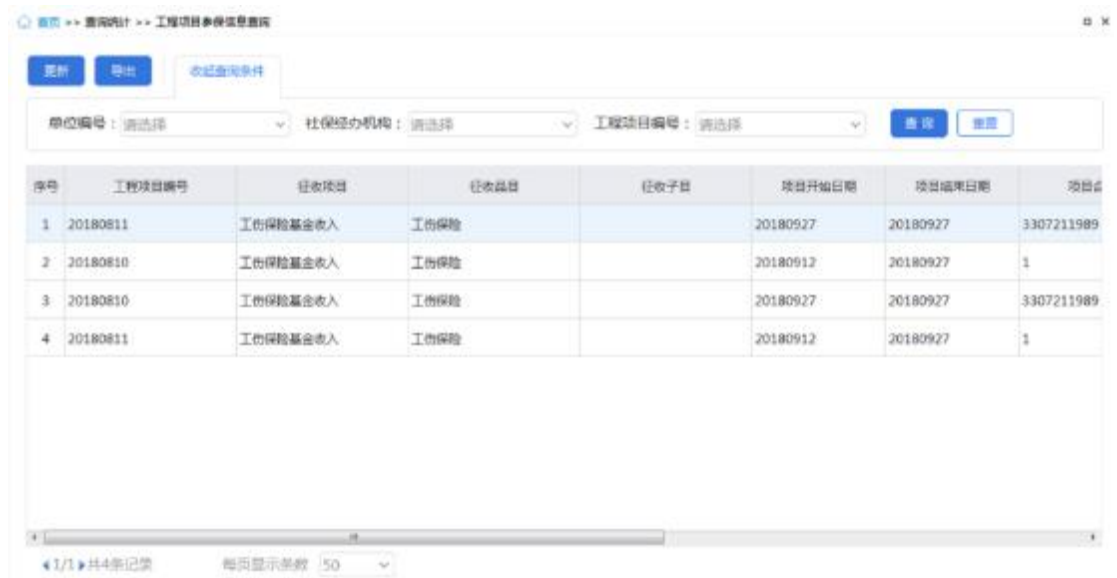 首页 >> 查询统计 >> 工程项目参保信息查询
更新 导出 收起查询条件
单位编号：请选择 社保经办机构：请选择 工程项目编号：请选择 查询 重置
序号 工程项目编号 征收项目 征收品目 征收子目 项目开始日期 项目结束日期 项目
1 20180811 工伤保险基金收入 工伤保险 20180927 20180927 3307211989
2 20180810 工伤保险基金收入 工伤保险 20180912 20180927 1
3 20180810 工伤保险基金收入 工伤保险 20180927 20180927 3307211989
4 20180811 工伤保险基金收入 工伤保险 20180912 20180927 1
1/1 共4条记录 每页显示条数 50